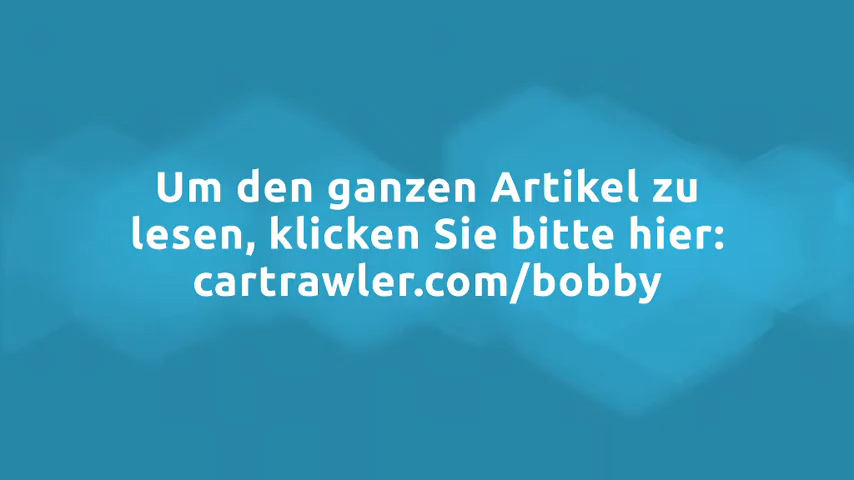 Um den ganzen Artikel zu
lesen, klicken Sie bitte hier:
cartrawler.com/bobby